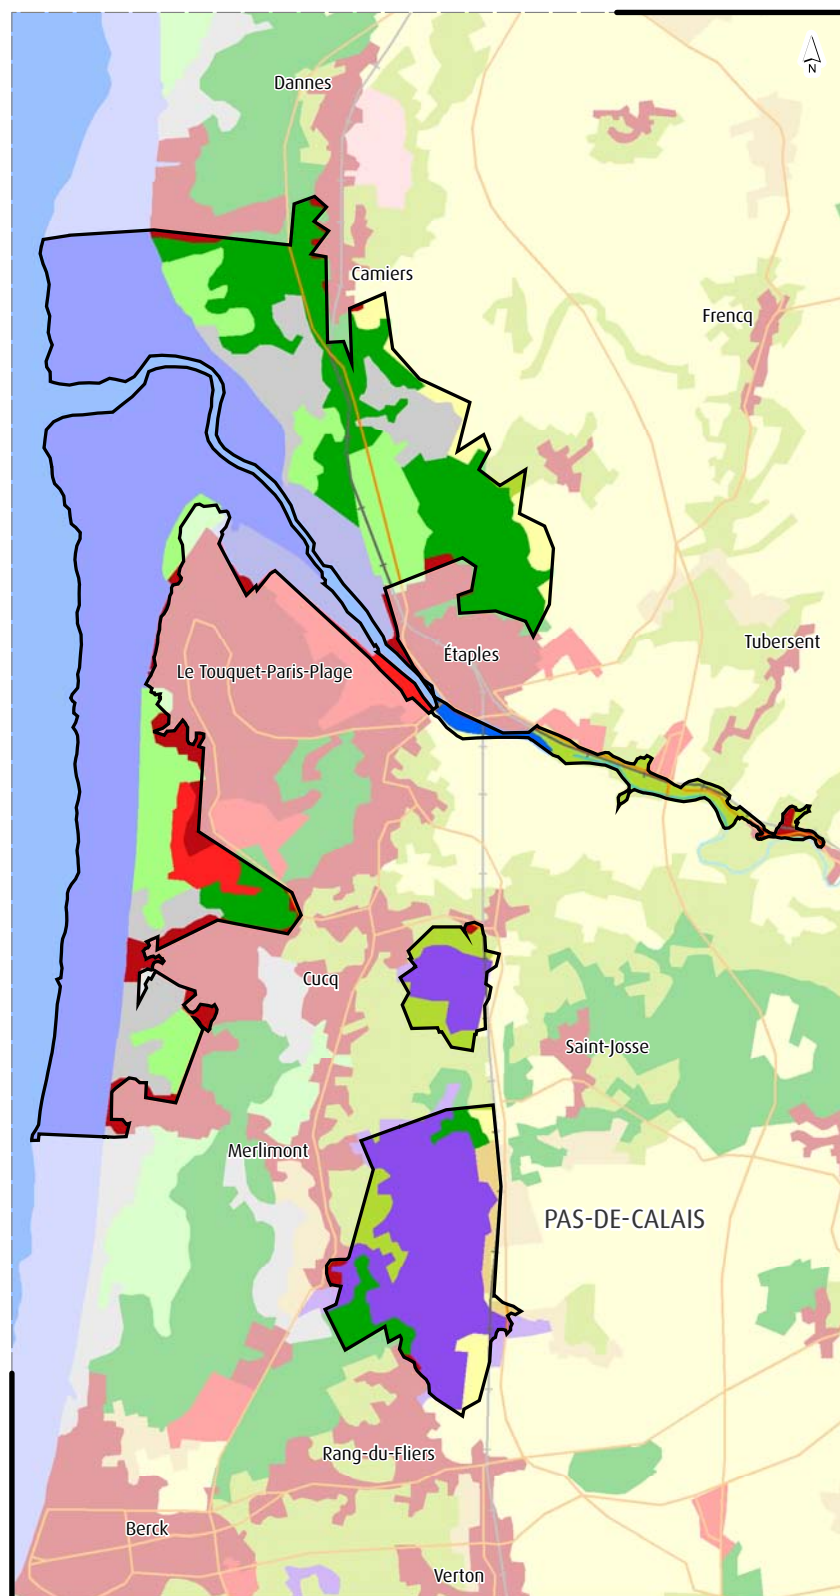 N
Dannes
Camiers
Frencq
Tubersent
Étaples
Le Touquet-Paris-Plage
Cucq
Saint-Josse
Merlimont
PAS-DE-CALAIS
Rang-du-Fliers
Berck
Verton